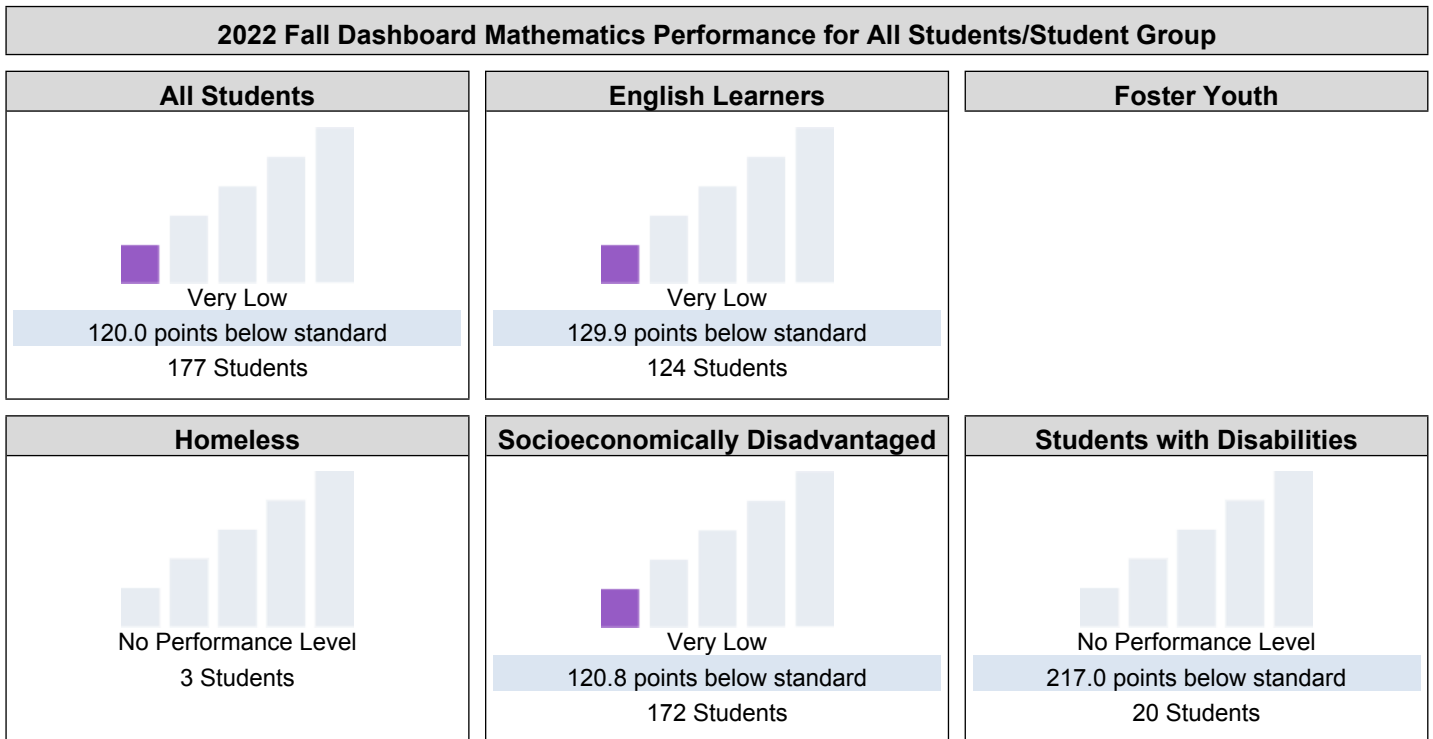 2022 Fall Dashboard Mathematics Performance for All Students/Student Group
All Students
Very Low
120.0 points below standard
177 Students
English Learners
Very Low
129.9 points below standard
124 Students
Foster Youth
Homeless
No Performance Level
3 Students
Socioeconomically Disadvantaged
Very Low
120.8 points below standard
172 Students
Students with Disabilities
No Performance Level
217.0 points below standard
20 Students